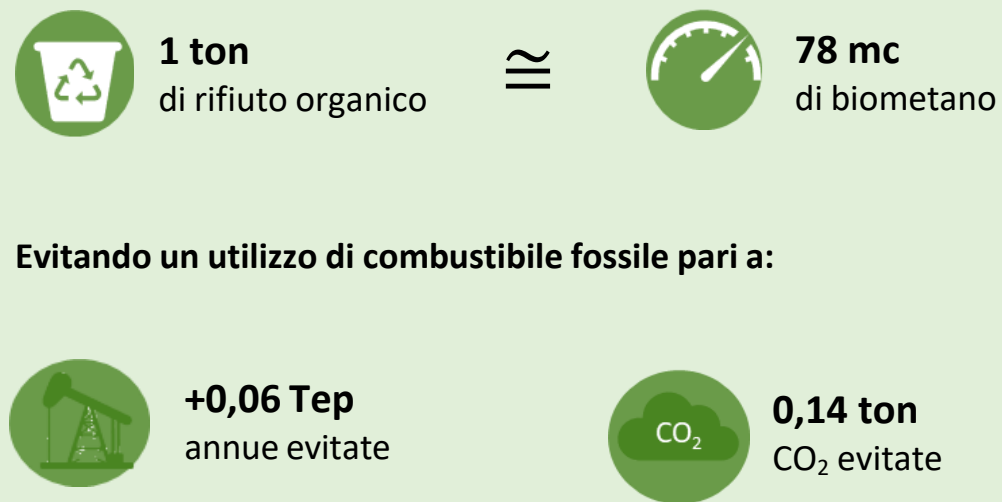 1 ton
di rifiuto organico
≅
78 mc
di biometano
Evitando un utilizzo di combustibile fossile pari a:
+0,06 Tep
annue evitate
CO₂
0,14 ton
CO₂ evitate